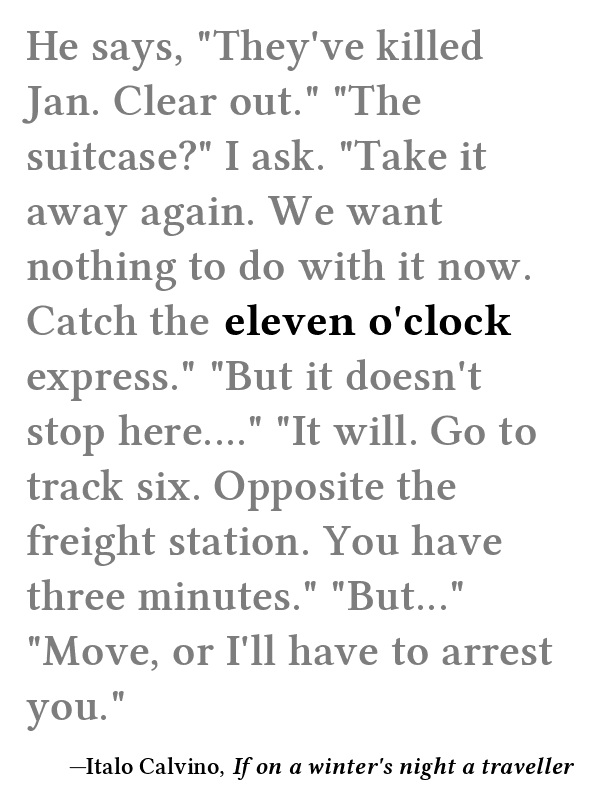 He says, "They've killed
Jan. Clear out." "The
suitcase?" I ask. "Take it
away again. We want
nothing to do with it now.
Catch the eleven o'clock
express." "But it doesn't
stop here...." "It will. Go to
track six. Opposite the
freight station. You have
three minutes." "But..."
"Move, or I'll have to arrest
you."
—Italo Calvino, If on a winter's night a traveller